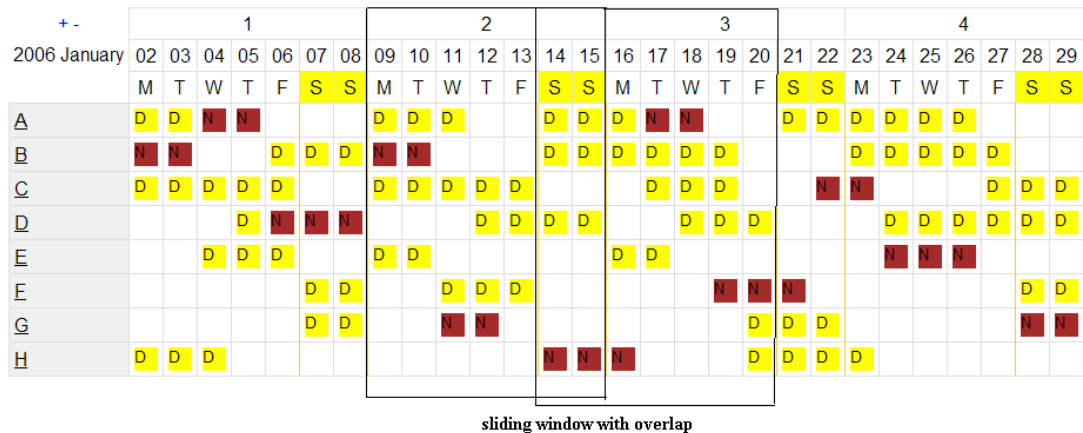 + - 1 2 3 4
2006 January 02 03 04 05 06 07 08 09 10 11 12 13 14 15 16 17 18 19 20 21 22 23 24 25 26 27 28 29
M T W T F S S M T W T F S S M T W T F S S M T W T F S S
A D D N N D D D D D D N N D D D D D D
B N N D D D N N D D D D D D D D D D D
C D D D D D D D D D D D D D N N D D D
D D N N N D D D D D D D D D D D D D
E D D D D D D D N N N
F D D D D D N N N D D
G D D N N D D D N N
H D D D N N N D D D D
sliding window with overlap